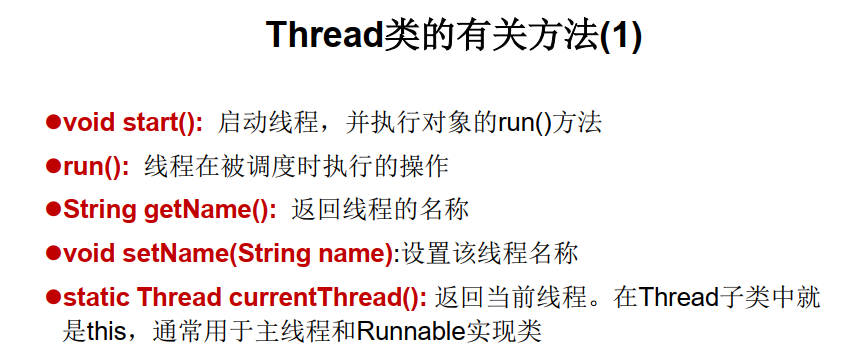 Thread类的有关方法(1)
●void start(): 启动线程，并执行对象的run()方法
●run(): 线程在被调度时执行的操作
●String getName(): 返回线程的名称
●void setName(String name):设置该线程名称
●static Thread currentThread(): 返回当前线程。在Thread子类中就
是this，通常用于主线程和Runnable实现类